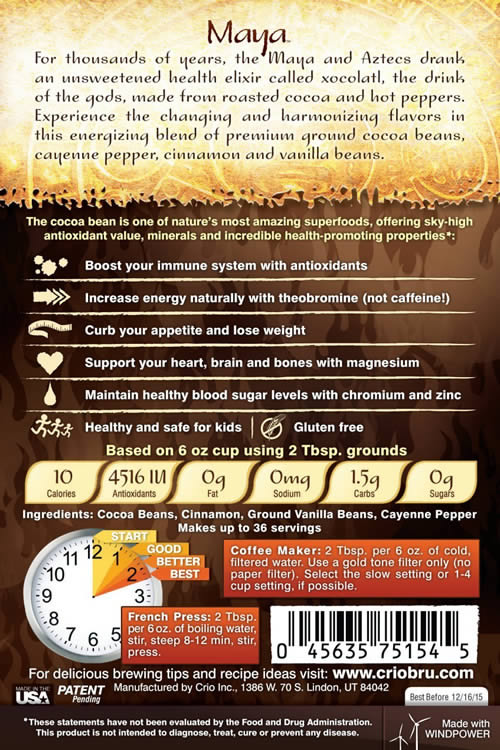 Maya™
For thousands of years, the Maya and Aztecs drank
an unsweetened health elixir called xocolatl, the drink
of the gods, made from roasted cocoa and hot peppers.
Experience the changing and harmonizing flavors in
this energizing blend of premium ground cocoa beans,
cayenne pepper, cinnamon and vanilla beans.
The cocoa bean is one of nature's most amazing superfoods, offering sky-high
antioxidant value, minerals and incredible health-promoting properties*:
Boost your immune system with antioxidants
Increase energy naturally with theobromine (not caffeine!)
Curb your appetite and lose weight
Support your heart, brain and bones with magnesium
Maintain healthy blood sugar levels with chromium and zinc
Healthy and safe for kids | Gluten free
Based on 6 oz cup using 2 Tbsp. grounds
10 4516 IU 0g 0mg 1.5g 0g
Calories Antioxidants Fat Sodium Carbs Sugars
Ingredients: Cocoa Beans, Cinnamon, Ground Vanilla Beans, Cayenne Pepper
Makes up to 36 servings
START
GOOD
BETTER
BEST
12
11 1
10 2
9 3
8
7 6 5
Coffee Maker: 2 Tbsp. per 6 oz. of cold,
filtered water. Use a gold tone filter only (no
paper filter). Select the slow setting or 1-4
cup setting, if possible.
French Press: 2 Tbsp.
per 6 oz. of boiling water,
stir, steep 8-12 min, stir,
press.
0 45635 75154 5
For delicious brewing tips and recipe ideas visit: www.criobru.com
MADE IN THE
USA
PATENT
Pending
Manufactured by Crio Inc., 1386 W. 70 S. Lindon, UT 84042
Best Before 12/16/15
*These statements have not been evaluated by the Food and Drug Administration.
This product is not intended to diagnose, treat, cure or prevent any disease.
Made with
WINDPOWER